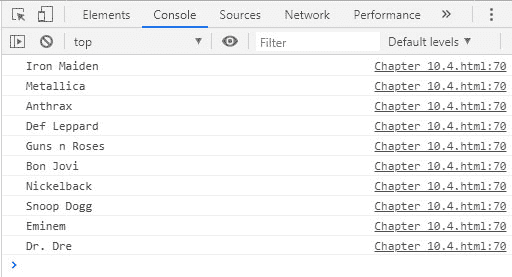 Elements Console Sources Network Performance »
top Filter Default levels
Iron Maiden Chapter 10.4.html:70
Metallica Chapter 10.4.html:70
Anthrax Chapter 10.4.html:70
Def Leppard Chapter 10.4.html:70
Guns n Roses Chapter 10.4.html:70
Bon Jovi Chapter 10.4.html:70
Nickelback Chapter 10.4.html:70
Snoop Dogg Chapter 10.4.html:70
Eminem Chapter 10.4.html:70
Dr. Dre Chapter 10.4.html:70